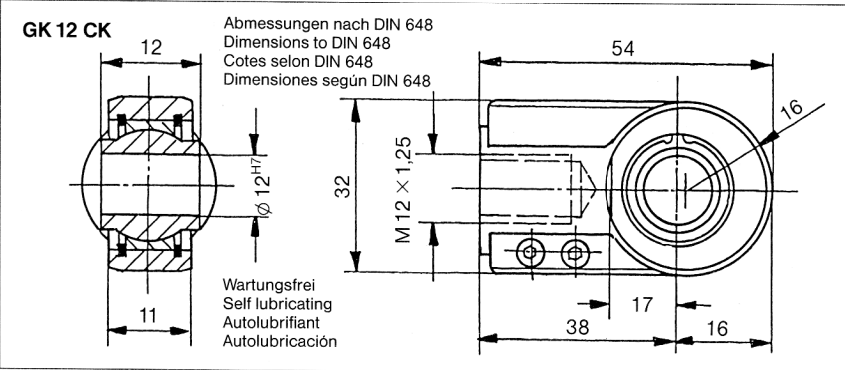 GK 12 CK
Abmessungen nach DIN 648
Dimensions to DIN 648
Cotes selon DIN 648
Dimensiones según DIN 648
12
54
16
Ø 12H7
32
M 12 × 1,25
Wartungsfrei
Self lubricating
Autolubrifiant
Autolubricación
11
17
38
16